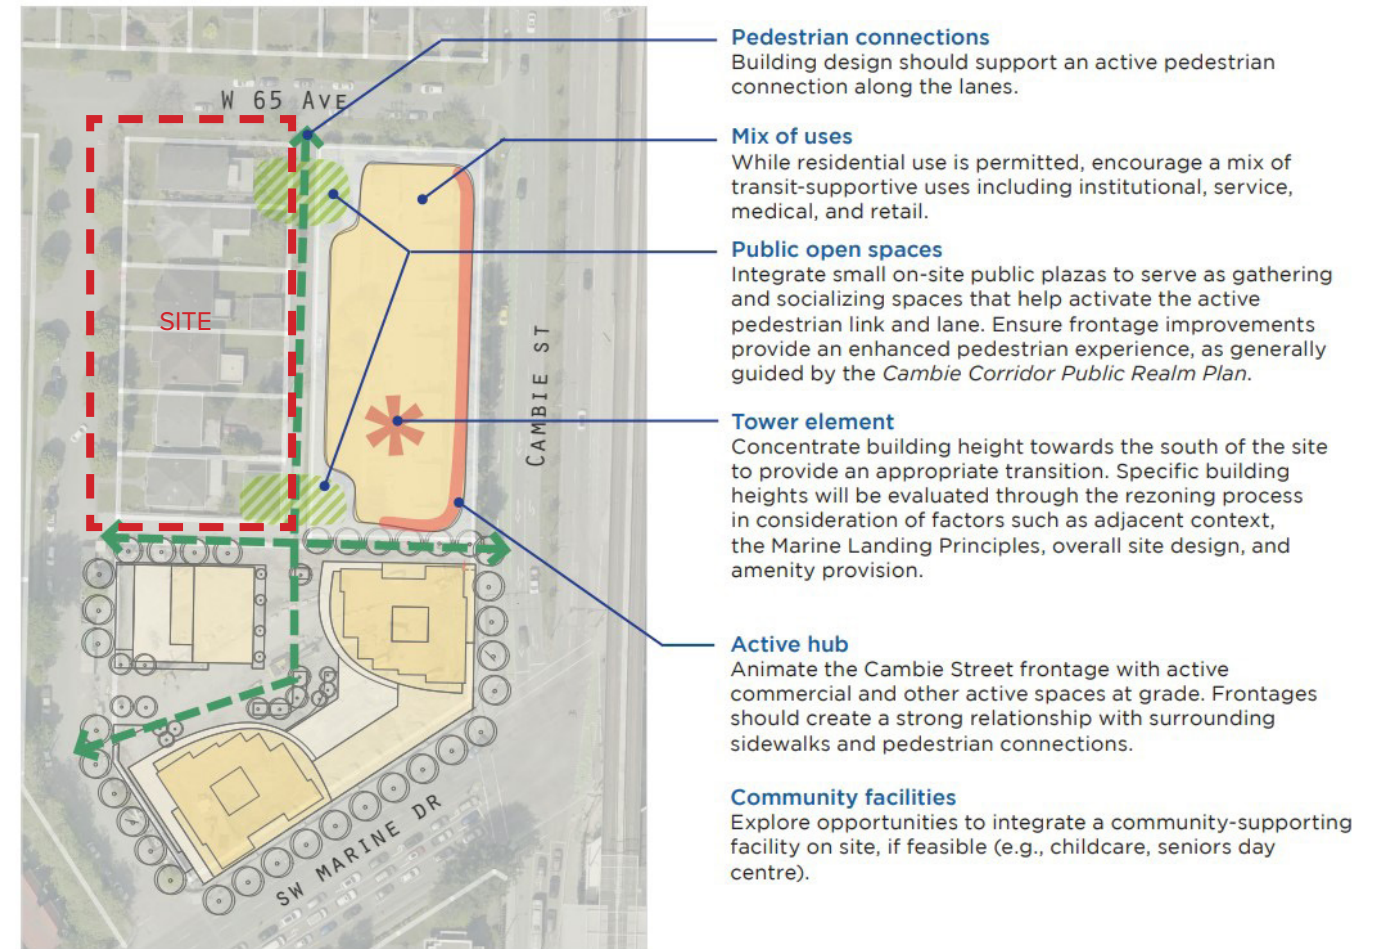 W 65 AVE
SITE
CAMBIE ST
SW MARINE DR
Pedestrian connections
Building design should support an active pedestrian
connection along the lanes.
Mix of uses
While residential use is permitted, encourage a mix of
transit-supportive uses including institutional, service,
medical, and retail.
Public open spaces
Integrate small on-site public plazas to serve as gathering
and socializing spaces that help activate the active
pedestrian link and lane. Ensure frontage improvements
provide an enhanced pedestrian experience, as generally
guided by the Cambie Corridor Public Realm Plan.
Tower element
Concentrate building height towards the south of the site
to provide an appropriate transition. Specific building
heights will be evaluated through the rezoning process
in consideration of factors such as adjacent context,
the Marine Landing Principles, overall site design, and
amenity provision.
Active hub
Animate the Cambie Street frontage with active
commercial and other active spaces at grade. Frontages
should create a strong relationship with surrounding
sidewalks and pedestrian connections.
Community facilities
Explore opportunities to integrate a community-supporting
facility on site, if feasible (e.g., childcare, seniors day
centre).